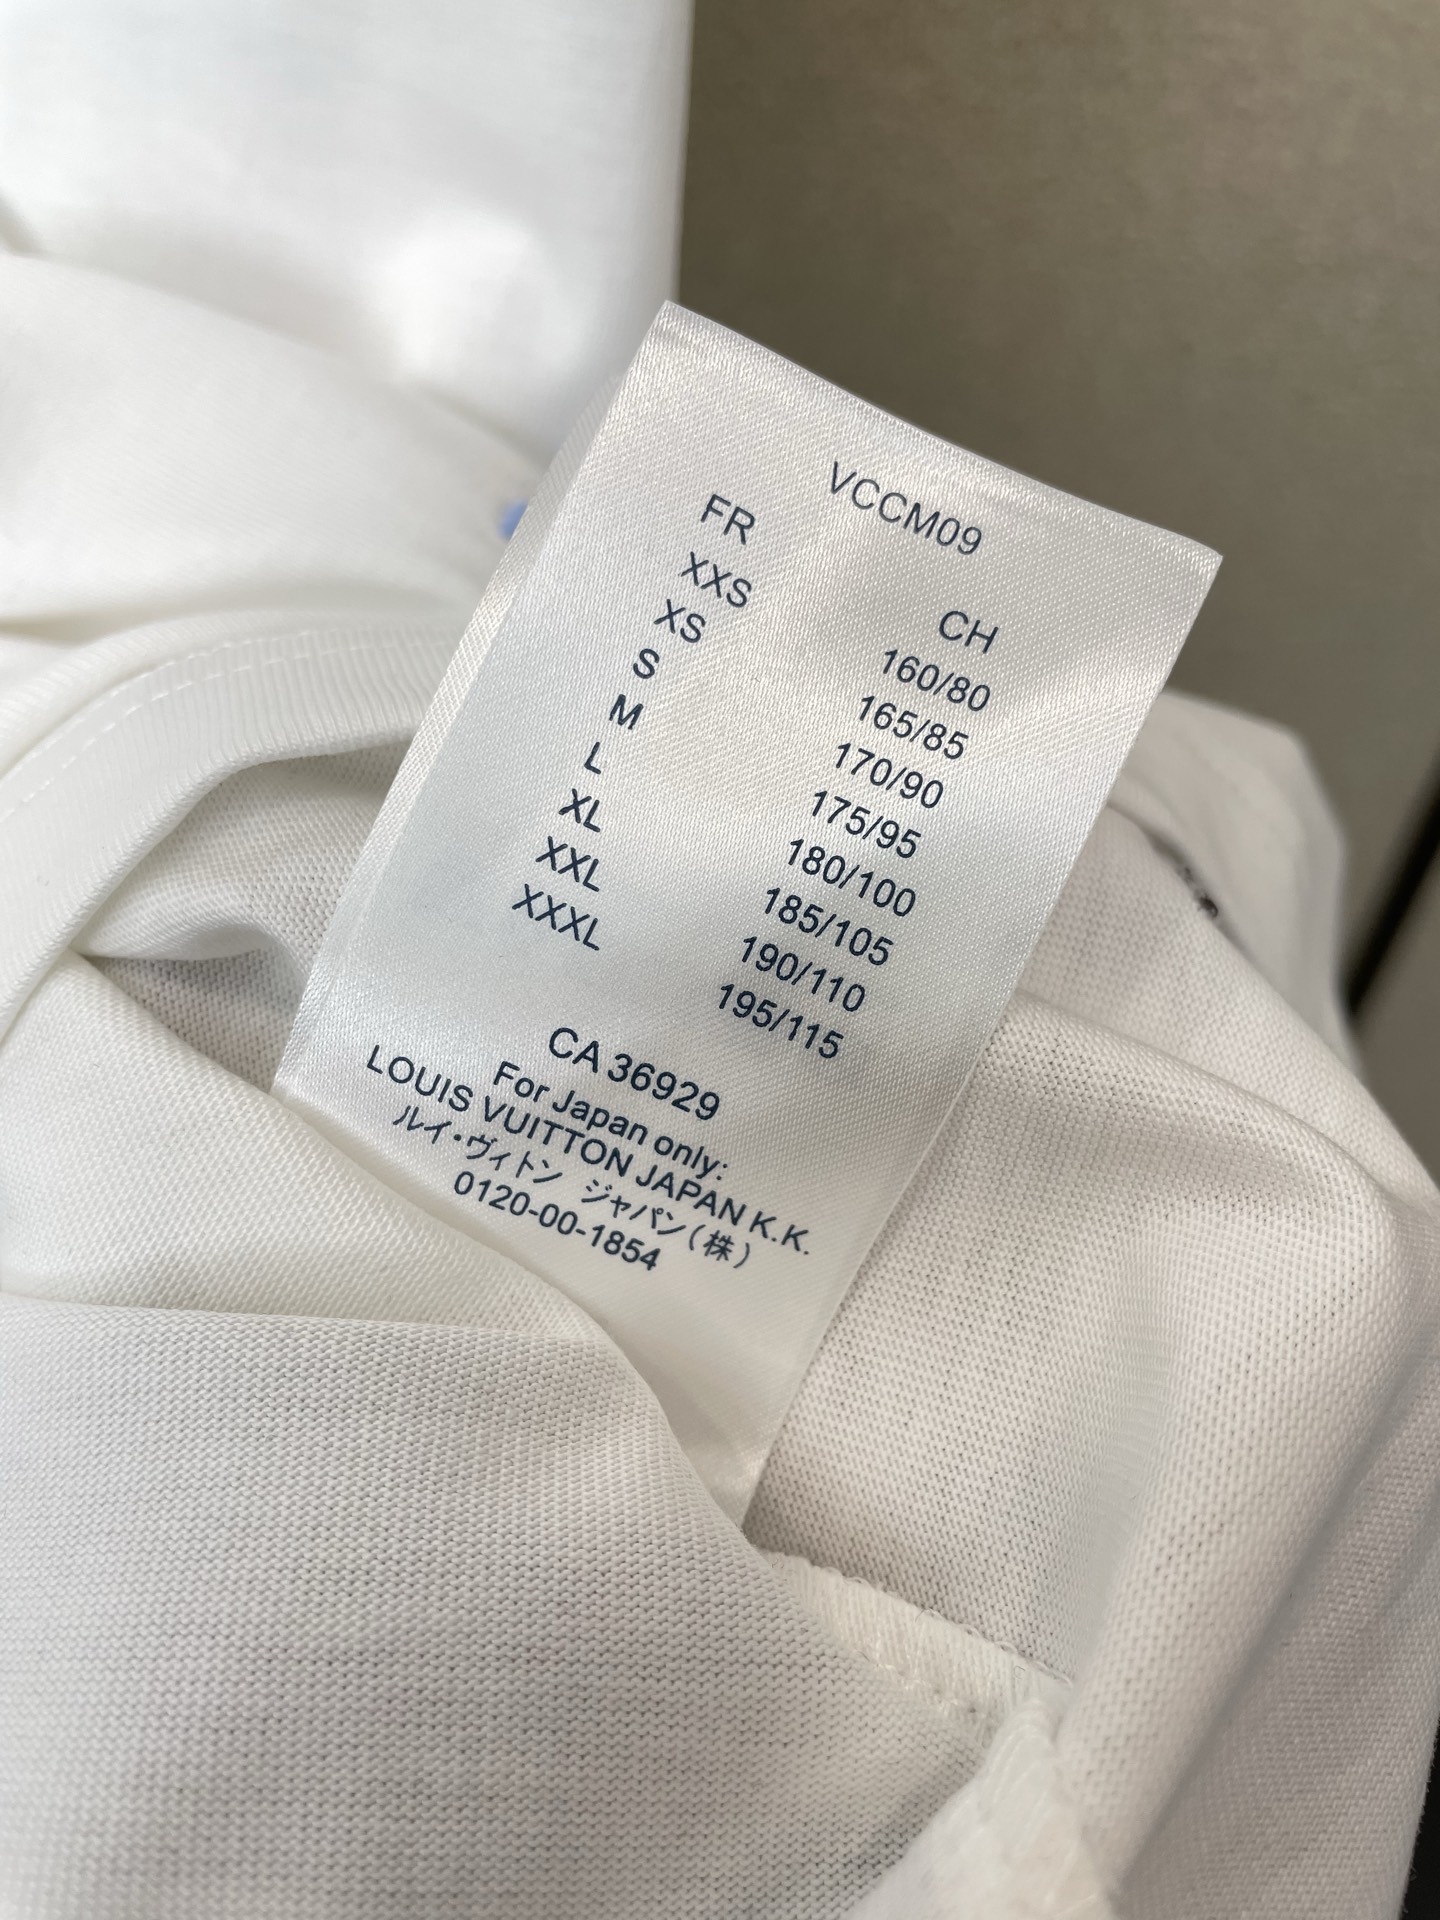 VCCM09
FR CH
XXS 160/80
XS 165/85
S 170/90
M 175/95
L 180/100
XL 185/105
XXL 190/110
XXXL 195/115
CA 36929
For Japan only:
LOUIS VUITTON JAPAN K.K.
ルイ・ヴィトン ジャパン(株)
0120-00-1854